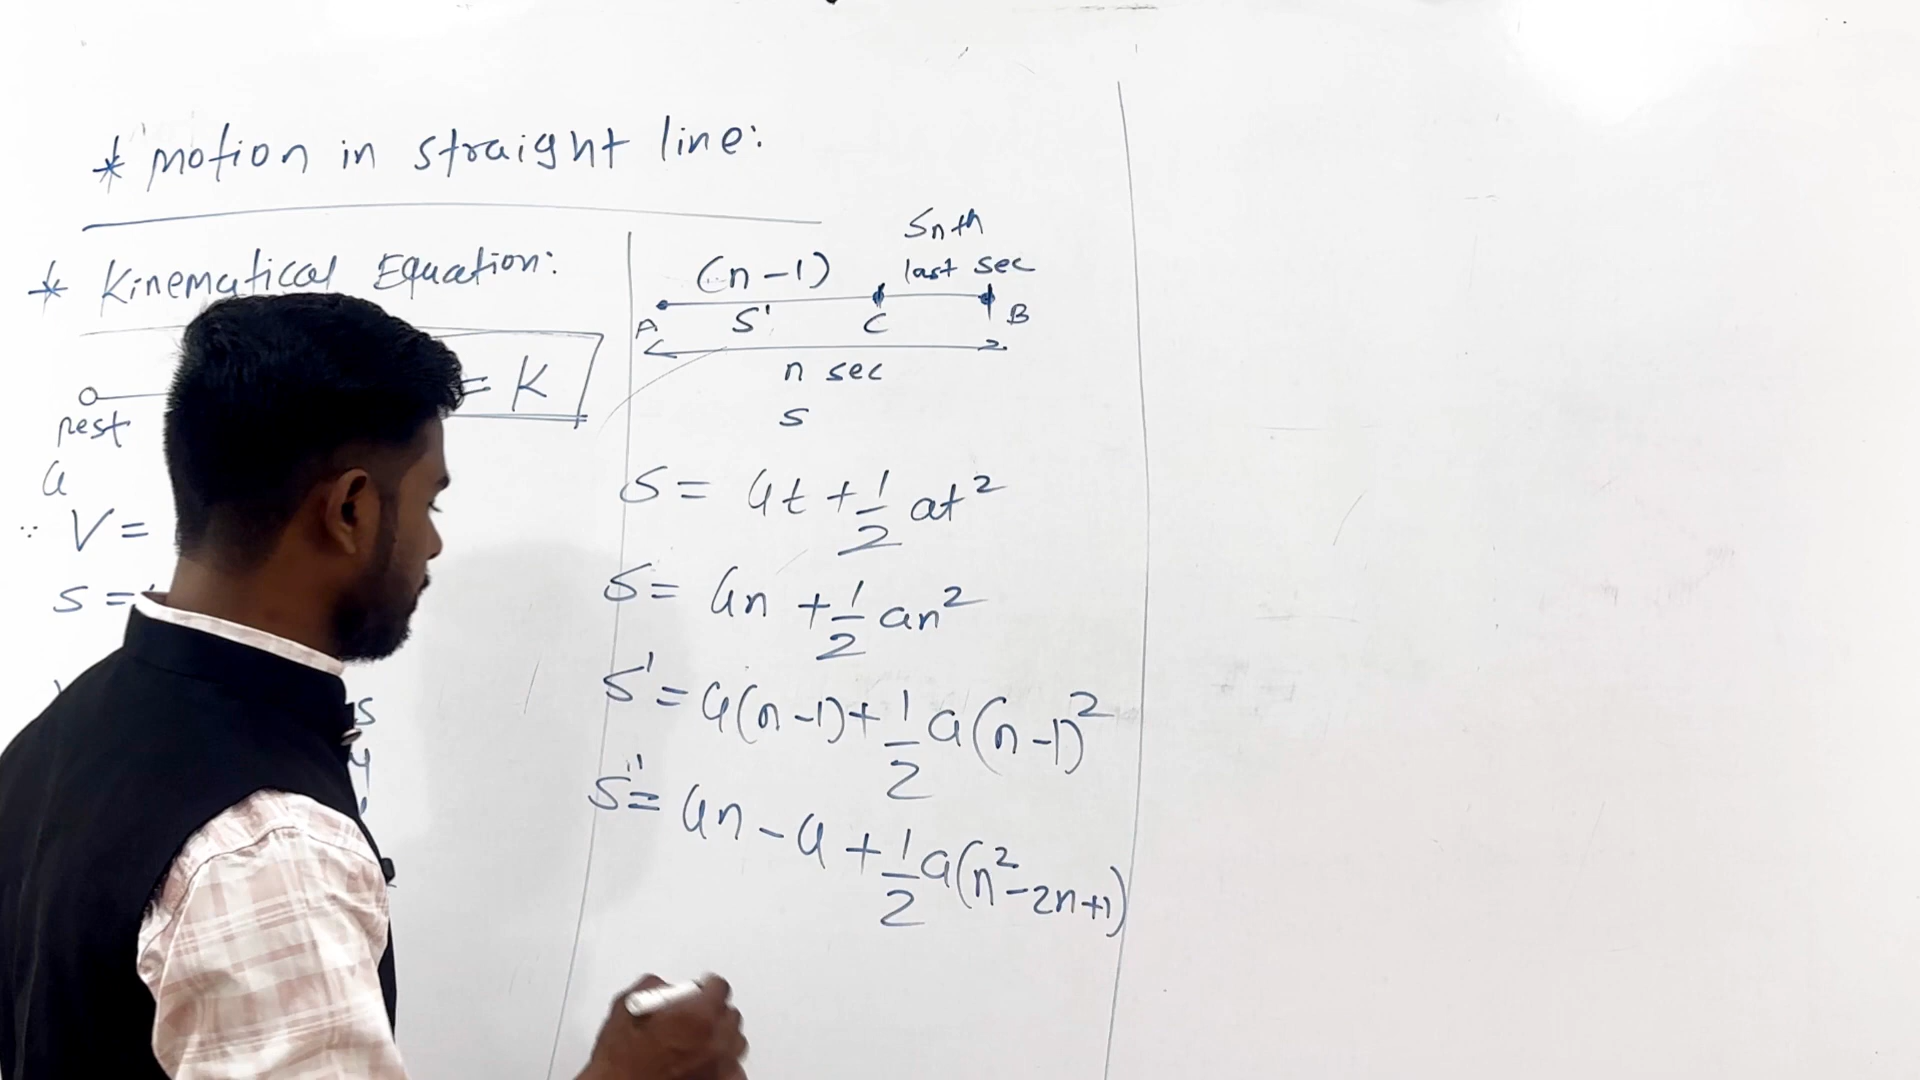 * Motion in straight line:
* Kinematical Equation:
= K
rest
u
∵ V =
S =
S
Snth
(n-1) last sec
A S' C B
n sec
S
S = ut + 1/2 at²
S = un + 1/2 an²
S' = u(n-1) + 1/2 a(n-1)²
S'' = un - u + 1/2 a(n² - 2n + 1)